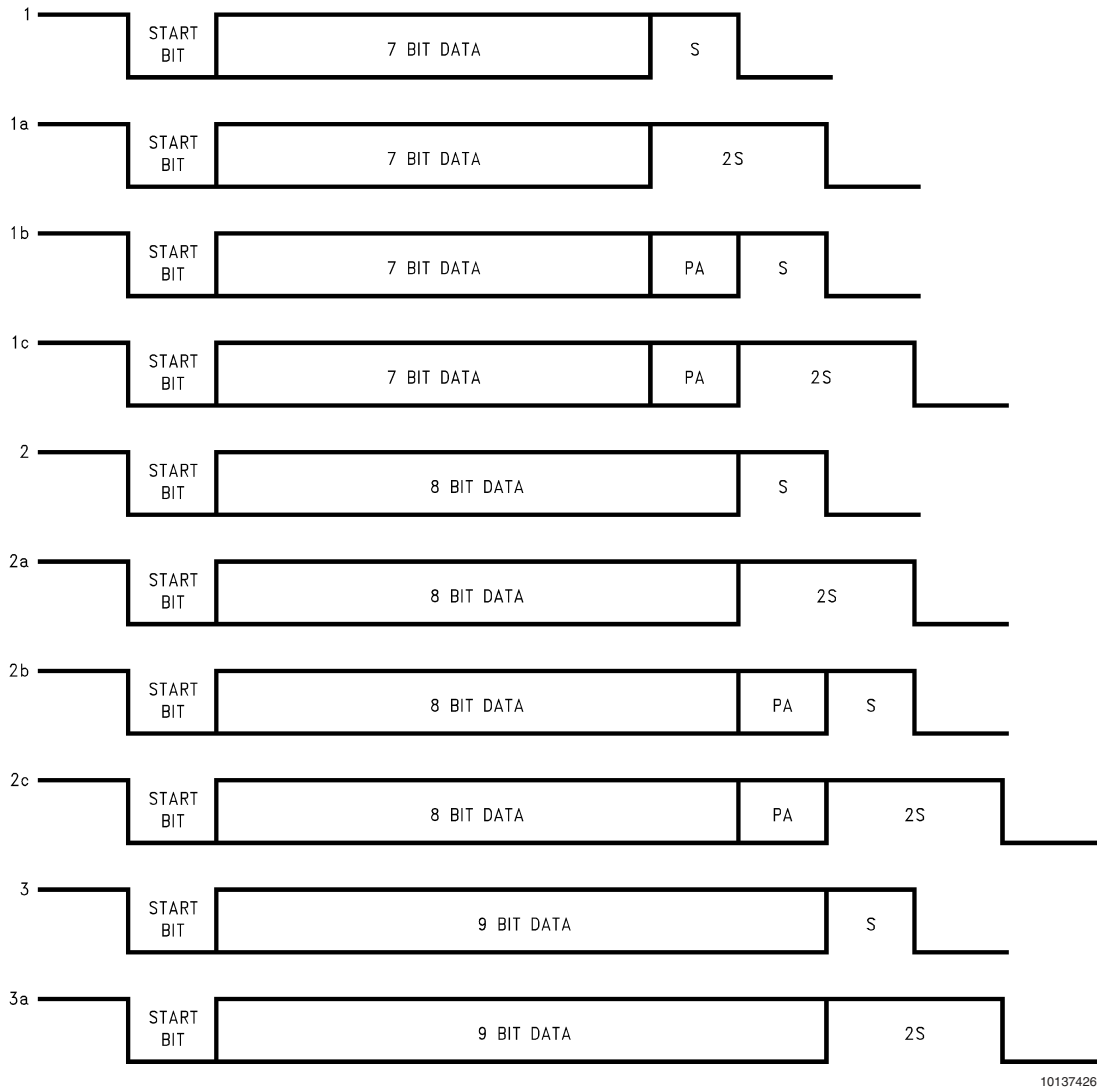 1
START
BIT
7 BIT DATA
S
1a
START
BIT
7 BIT DATA
2S
1b
START
BIT
7 BIT DATA
PA
S
1c
START
BIT
7 BIT DATA
PA
2S
2
START
BIT
8 BIT DATA
S
2a
START
BIT
8 BIT DATA
2S
2b
START
BIT
8 BIT DATA
PA
S
2c
START
BIT
8 BIT DATA
PA
2S
3
START
BIT
9 BIT DATA
S
3a
START
BIT
9 BIT DATA
2S
10137426